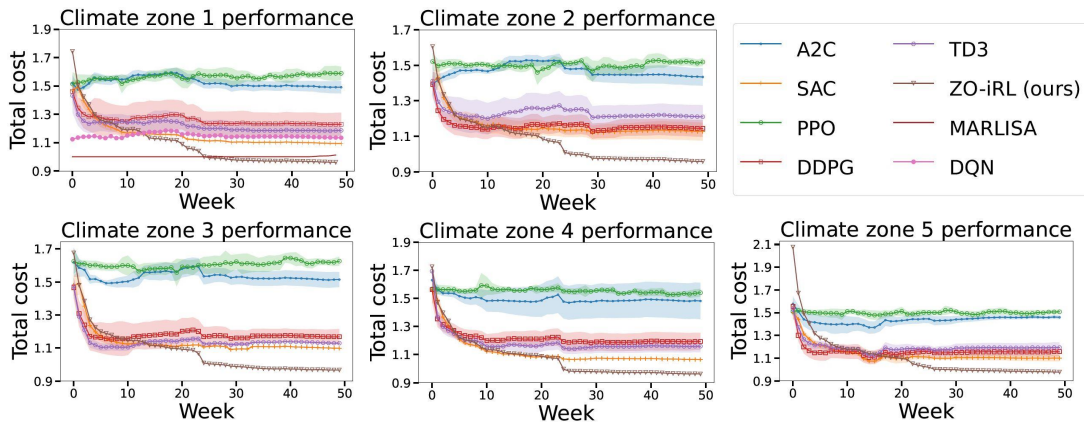 Climate zone 1 performance
Total cost
1.9
1.7
1.5
1.3
1.1
0.9
0 10 20 30 40 50
Week
Climate zone 2 performance
Total cost
1.7
1.5
1.3
1.1
0.9
0 10 20 30 40 50
Week
A2C
SAC
PPO
DDPG
TD3
ZO-iRL (ours)
MARLISA
DQN
Climate zone 3 performance
Total cost
1.7
1.5
1.3
1.1
0.9
0 10 20 30 40 50
Week
Climate zone 4 performance
Total cost
1.9
1.7
1.5
1.3
1.1
0.9
0 10 20 30 40 50
Week
Climate zone 5 performance
Total cost
2.1
1.9
1.7
1.5
1.3
1.1
0.9
0 10 20 30 40 50
Week